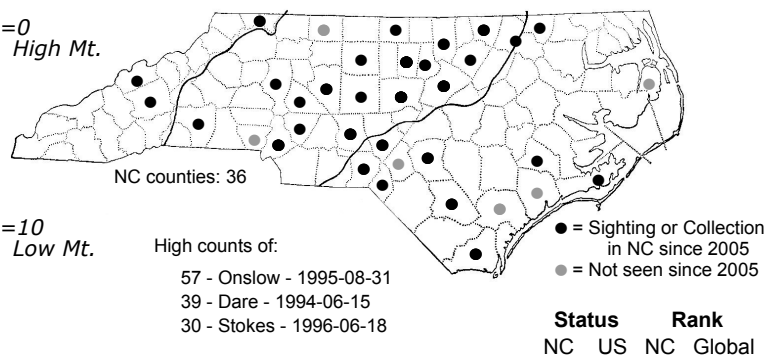 =0
High Mt.
NC counties: 36
=10
Low Mt.
High counts of:
57 - Onslow - 1995-08-31
39 - Dare - 1994-06-15
30 - Stokes - 1996-06-18
● = Sighting or Collection
in NC since 2005
● = Not seen since 2005
Status Rank
NC US NC Global